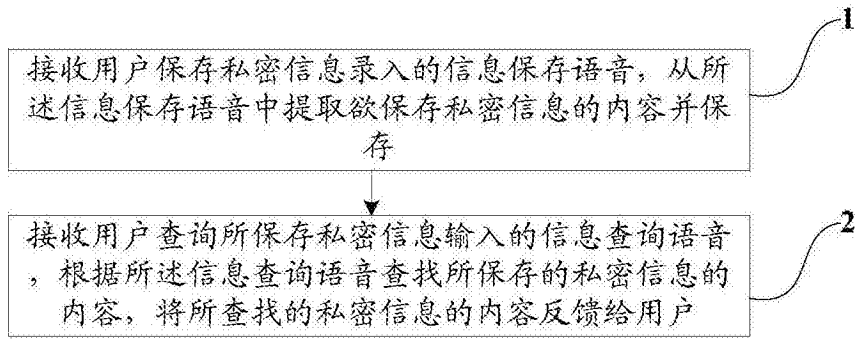 1
接收用户保存私密信息录入的信息保存语音，从所
述信息保存语音中提取欲保存私密信息的内容并保
存
2
接收用户查询所保存私密信息输入的信息查询语音
，根据所述信息查询语音查找所保存的私密信息的
内容，将所查找的私密信息的内容反馈给用户